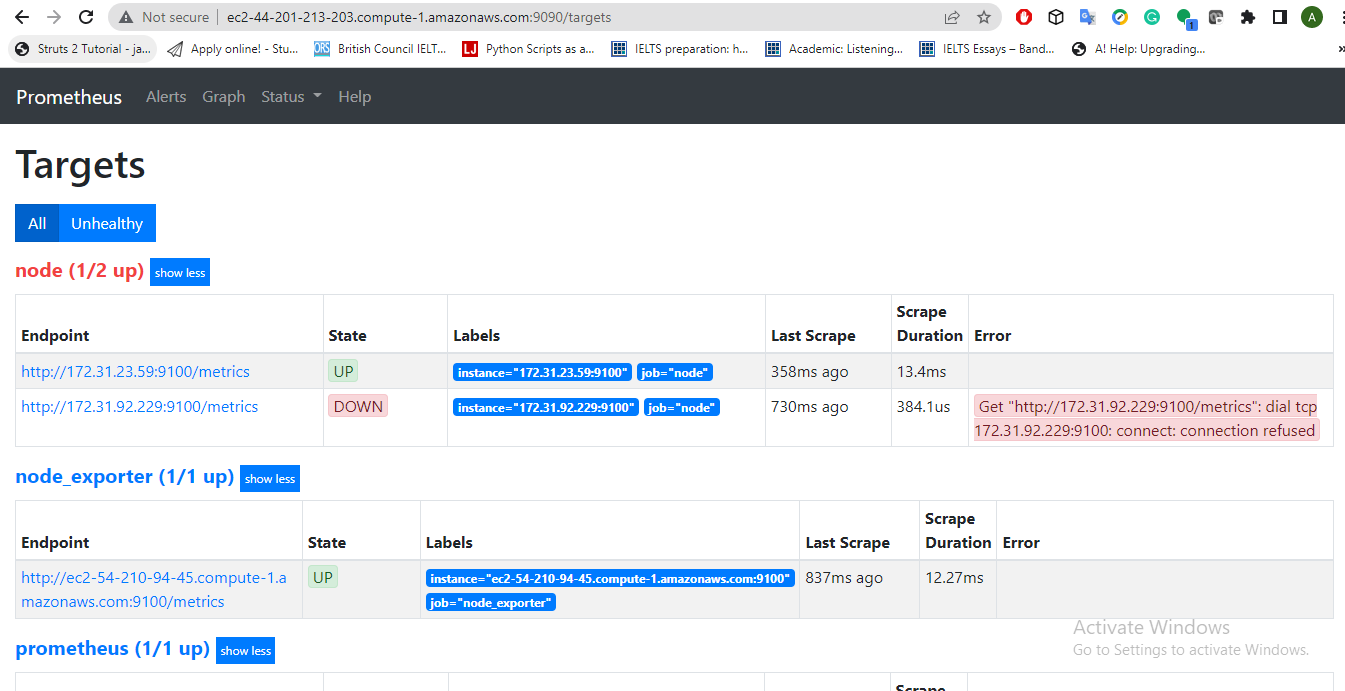 Not secure | ec2-44-201-213-203.compute-1.amazonaws.com:9090/targets
A
1
Struts 2 Tutorial - ja... Apply online! - Stu... ORS British Council IELT... LJ Python Scripts as a... IELTS preparation: h... Academic: Listening... IELTS Essays – Band... A! Help: Upgrading... »
Prometheus Alerts Graph Status Help
Targets
All Unhealthy
node (1/2 up) show less
Endpoint State Labels Last Scrape Scrape Duration Error
http://172.31.23.59:9100/metrics UP instance="172.31.23.59:9100" job="node" 358ms ago 13.4ms
http://172.31.92.229:9100/metrics DOWN instance="172.31.92.229:9100" job="node" 730ms ago 384.1us Get "http://172.31.92.229:9100/metrics": dial tcp
172.31.92.229:9100: connect: connection refused
node_exporter (1/1 up) show less
Endpoint State Labels Last Scrape Scrape Duration Error
http://ec2-54-210-94-45.compute-1.a UP instance="ec2-54-210-94-45.compute-1.amazonaws.com:9100" 837ms ago 12.27ms
mazonaws.com:9100/metrics job="node_exporter"
Activate Windows
Go to Settings to activate Windows.
prometheus (1/1 up) show less
Scrape